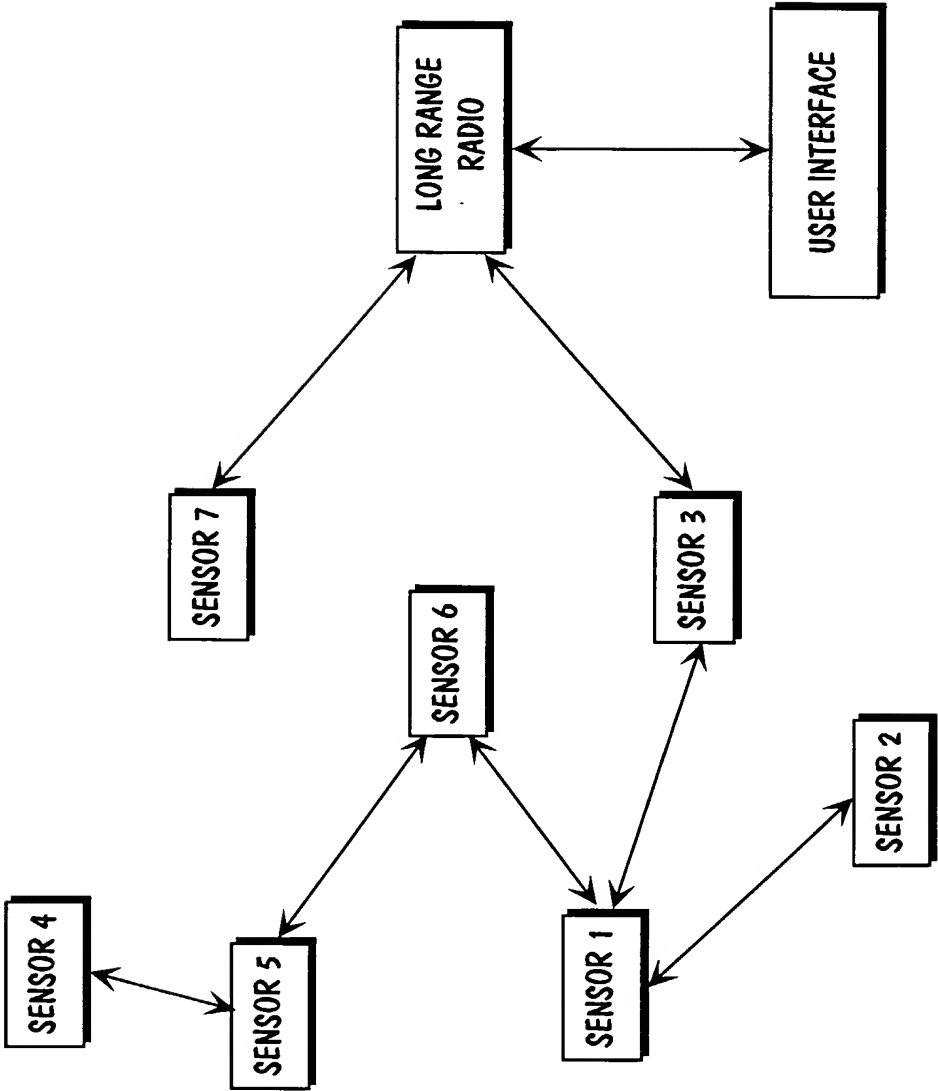 SENSOR 4
SENSOR 7
SENSOR 5
SENSOR 6
LONG RANGE
RADIO
SENSOR 1
SENSOR 3
USER INTERFACE
SENSOR 2